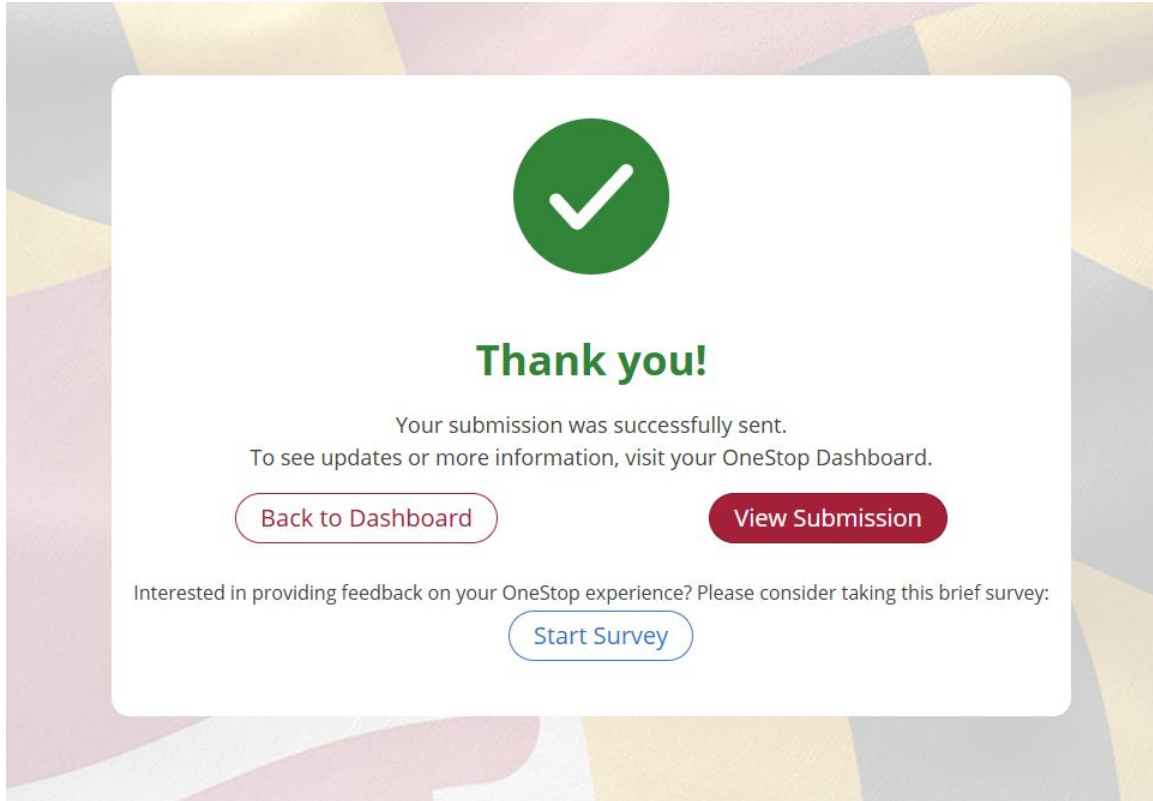 Thank you!
Your submission was successfully sent.
To see updates or more information, visit your OneStop Dashboard.
Back to Dashboard
View Submission
Interested in providing feedback on your OneStop experience? Please consider taking this brief survey:
Start Survey